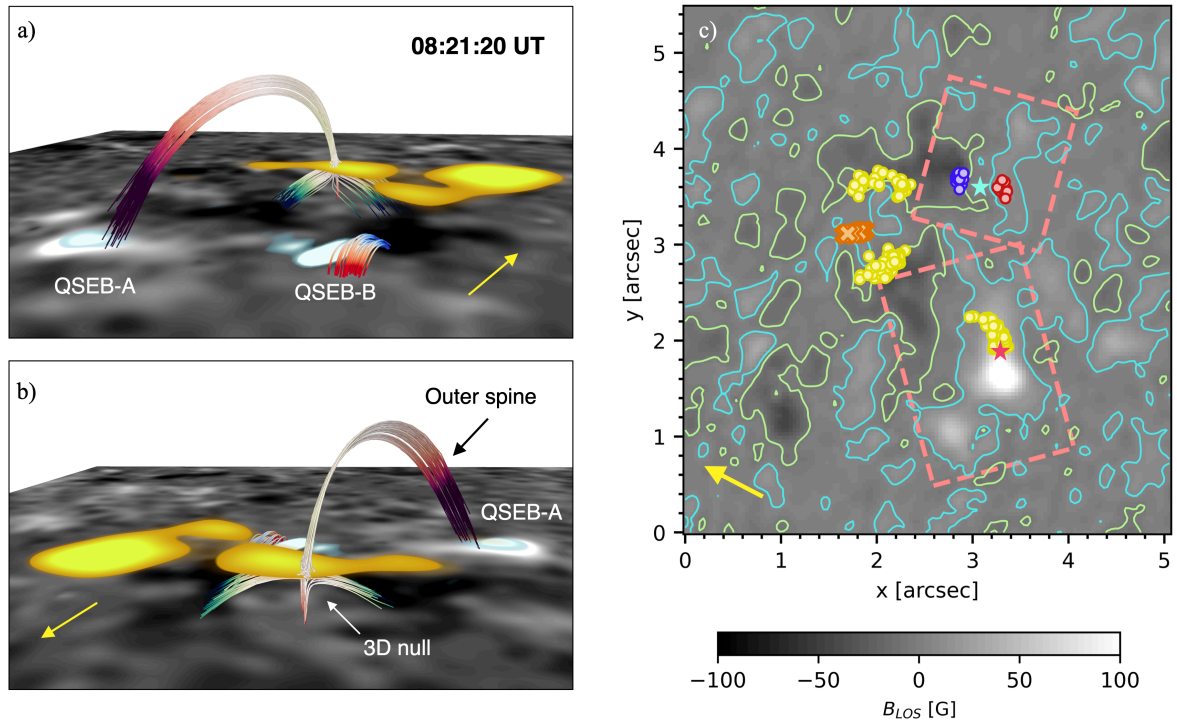 a)
08:21:20 UT
QSEB-A
QSEB-B
b)
Outer spine
QSEB-A
3D null
c)
5
4
3
2
1
0
y [arcsec]
0 1 2 3 4 5
x [arcsec]
−100 −50 0 50 100
B_LOS [G]